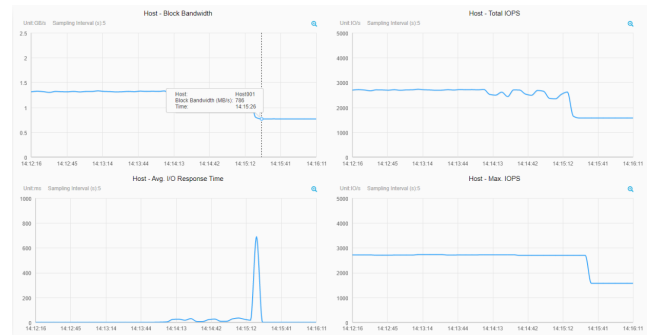 Host - Block Bandwidth
Unit:GB/s Sampling Interval (s):5
2.5
2
1.5
1
0.5
0
14:12:16 14:12:45 14:13:14 14:13:44 14:14:13 14:14:42 14:15:12 14:15:41 14:16:11
Host: Host001
Block Bandwidth (MB/s): 788
Time 14:15:26
Host - Total IOPS
Unit:IO/s Sampling Interval (s):5
5000
4000
3000
2000
1000
0
14:12:16 14:12:45 14:13:14 14:13:44 14:14:13 14:14:42 14:15:12 14:15:41 14:16:11
Host - Avg. I/O Response Time
Unit:ms Sampling Interval (s):5
1000
800
600
400
200
0
14:12:16 14:12:45 14:13:14 14:13:44 14:14:13 14:14:42 14:15:12 14:15:41 14:16:11
Host - Max. IOPS
Unit:IO/s Sampling Interval (s):5
5000
4000
3000
2000
1000
0
14:12:16 14:12:45 14:13:14 14:13:44 14:14:13 14:14:42 14:15:12 14:15:41 14:16:11